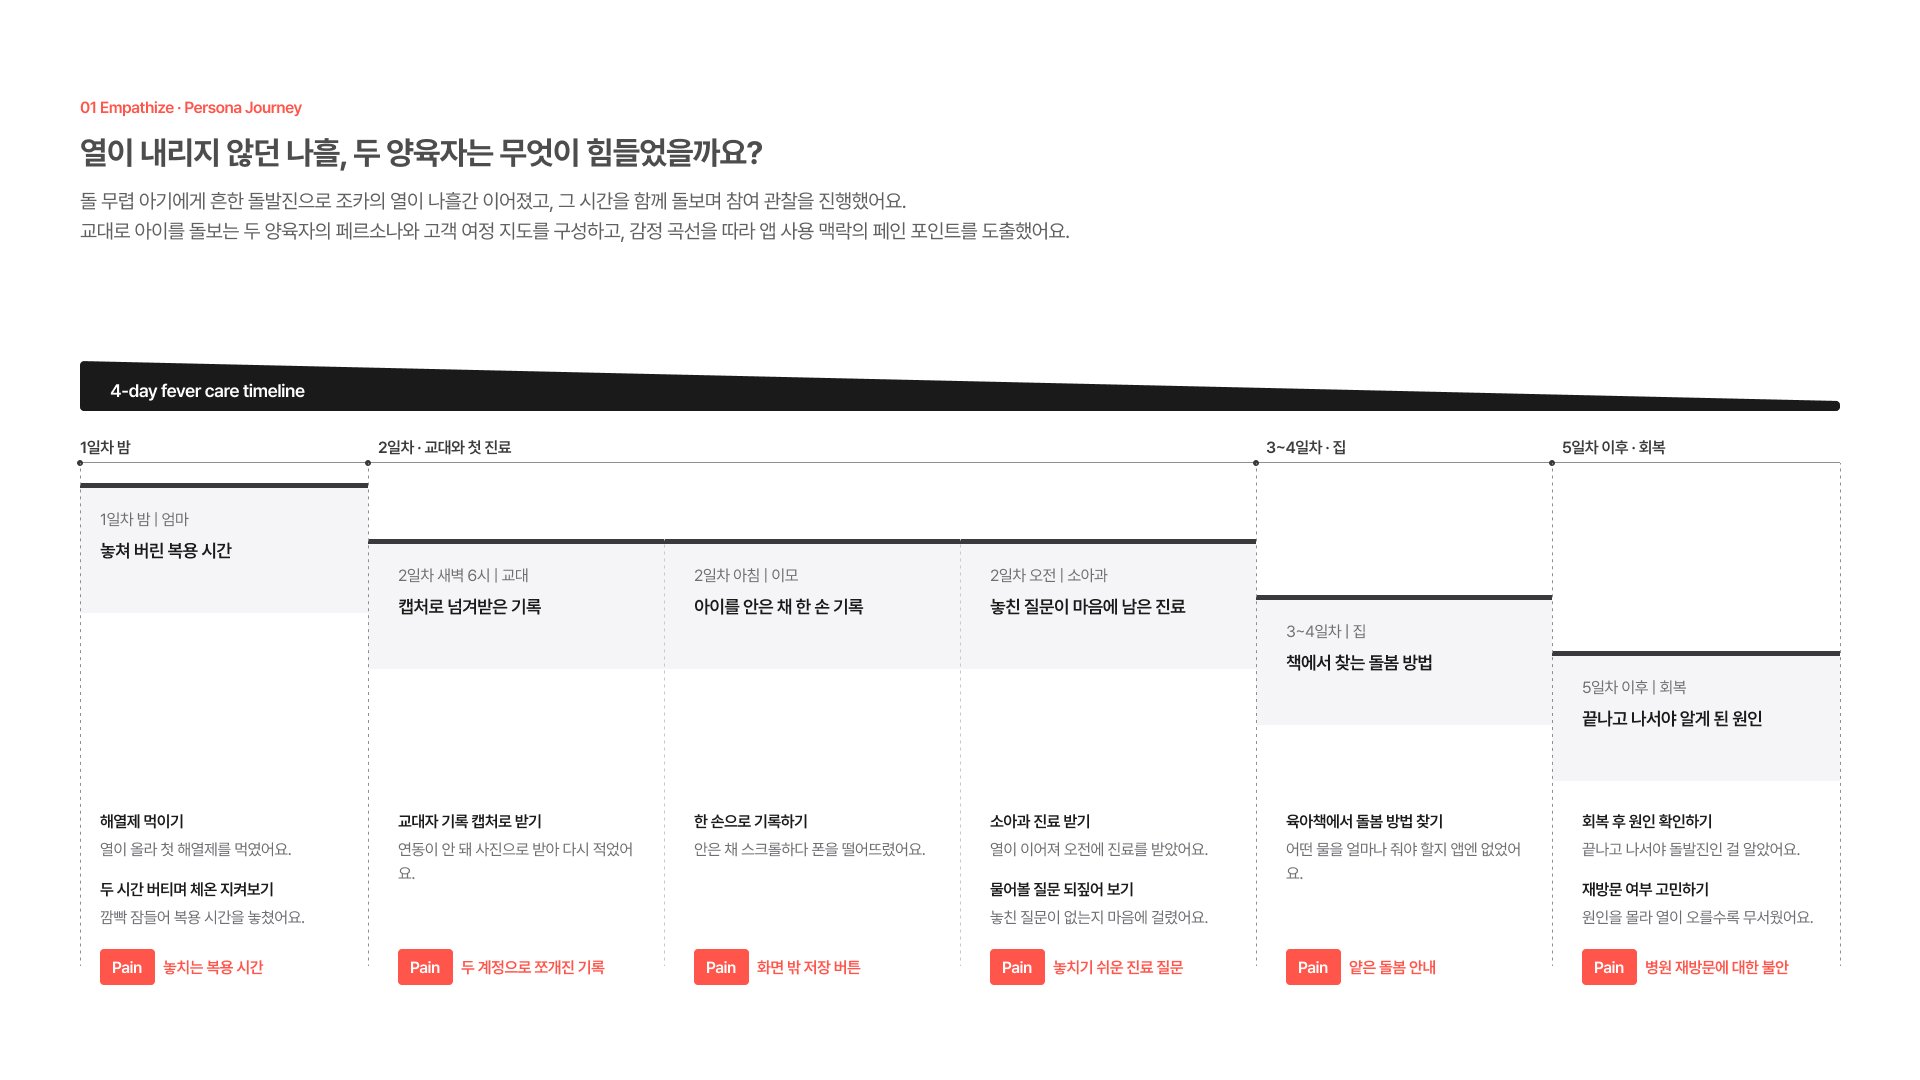 01 Empathize · Persona Journey
열이 내리지 않던 나흘, 두 양육자는 무엇이 힘들었을까요?
돌 무렵 아기에게 흔한 돌발진으로 조카의 열이 나흘간 이어졌고, 그 시간을 함께 돌보며 참여 관찰을 진행했어요.
교대로 아이를 돌보는 두 양육자의 페르소나와 고객 여정 지도를 구성하고, 감정 곡선을 따라 앱 사용 맥락의 페인 포인트를 도출했어요.
4-day fever care timeline
1일차 밤
2일차 · 교대와 첫 진료
3~4일차 · 집
5일차 이후 · 회복
1일차 밤 | 엄마
놓쳐 버린 복용 시간
2일차 새벽 6시 | 교대
캡처로 넘겨받은 기록
2일차 아침 | 이모
아이를 안은 채 한 손 기록
2일차 오전 | 소아과
놓친 질문이 마음에 남은 진료
3~4일차 | 집
책에서 찾는 돌봄 방법
5일차 이후 | 회복
끝나고 나서야 알게 된 원인
해열제 먹이기
열이 올라 첫 해열제를 먹였어요.
두 시간 버티며 체온 지켜보기
깜빡 잠들어 복용 시간을 놓쳤어요.
Pain 놓치는 복용 시간
교대자 기록 캡처로 받기
연동이 안 돼 사진으로 받아 다시 적었어
요.
Pain 두 계정으로 쪼개진 기록
한 손으로 기록하기
안은 채 스크롤하다 폰을 떨어뜨렸어요.
Pain 화면 밖 저장 버튼
소아과 진료 받기
열이 이어져 오전에 진료를 받았어요.
물어볼 질문 되짚어 보기
놓친 질문이 없는지 마음에 걸렸어요.
Pain 놓치기 쉬운 진료 질문
육아책에서 돌봄 방법 찾기
어떤 물을 얼마나 줘야 할지 앱엔 없었어
요.
Pain 얕은 돌봄 안내
회복 후 원인 확인하기
끝나고 나서야 돌발진인 걸 알았어요.
재방문 여부 고민하기
원인을 몰라 열이 오를수록 무서웠어요.
Pain 병원 재방문에 대한 불안